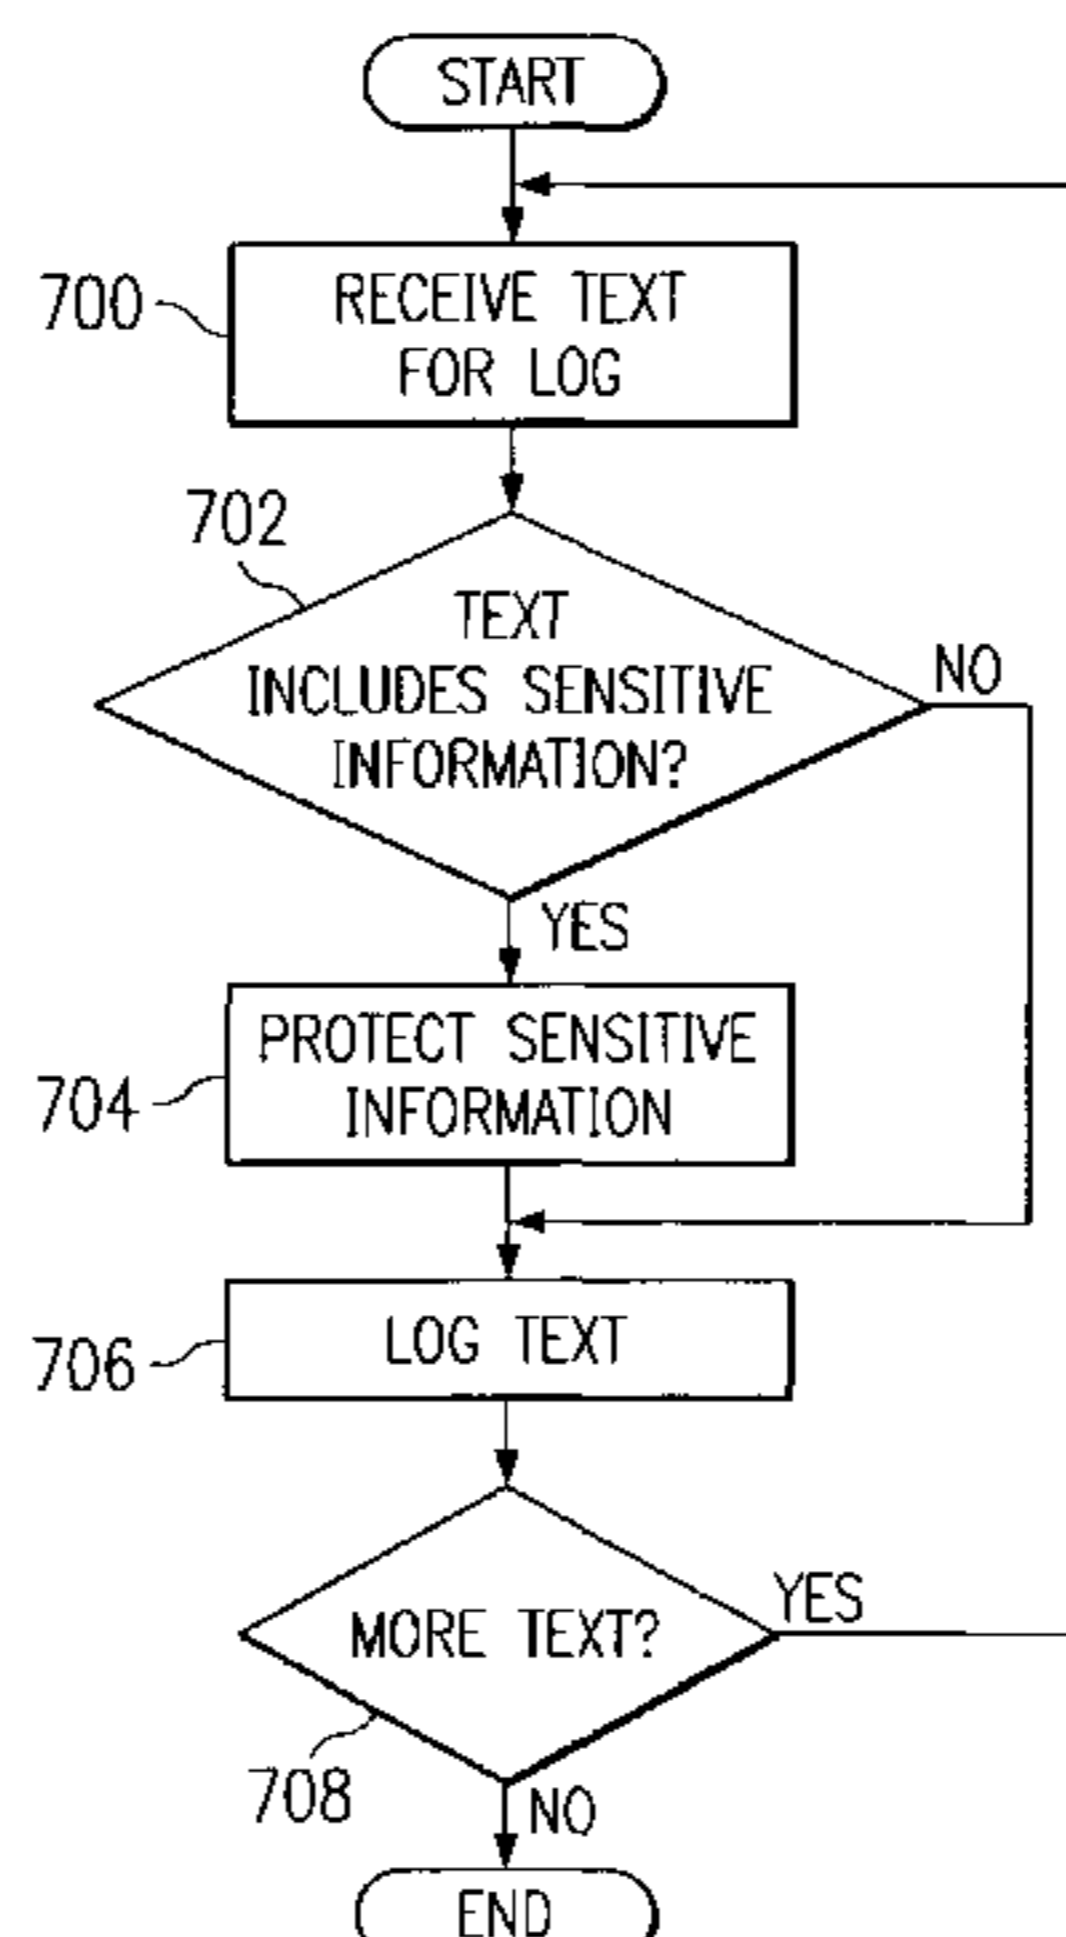 START
700
RECEIVE TEXT
FOR LOG
702
TEXT
INCLUDES SENSITIVE
INFORMATION?
NO
YES
704
PROTECT SENSITIVE
INFORMATION
706
LOG TEXT
MORE TEXT?
YES
708
NO
END